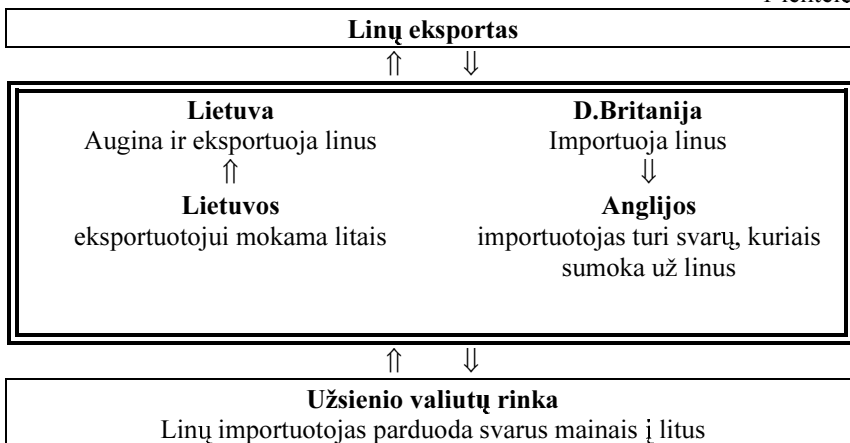 Linų eksportas
⇑ ⇓
Lietuva
Augina ir eksportuoja linus
⇑
Lietuvos
eksportuotojui mokama litais
D.Britanija
Importuoja linus
⇓
Anglijos
importuotojas turi svarų, kuriais
sumoka už linus
⇑ ⇓
Užsienio valiutų rinka
Linų importuotojas parduoda svarus mainais į litus